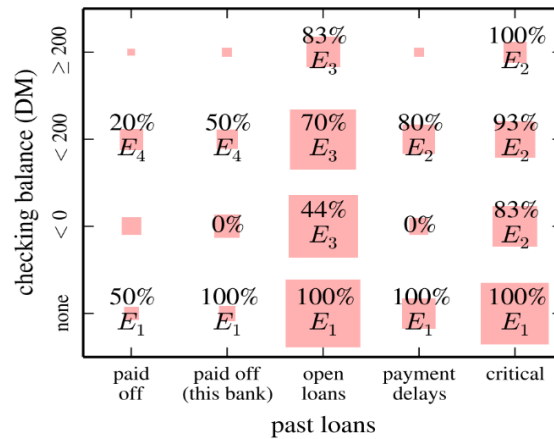 checking balance (DM)
≥ 200
83%
100%
E₃
E₂
< 200
20%
50%
70%
80%
93%
E₄
E₄
E₃
E₂
E₂
< 0
0%
44%
0%
83%
E₃
E₂
none
50%
100%
100%
100%
100%
E₁
E₁
E₁
E₁
E₁
paid
off
paid off
(this bank)
open
loans
payment
delays
critical
past loans